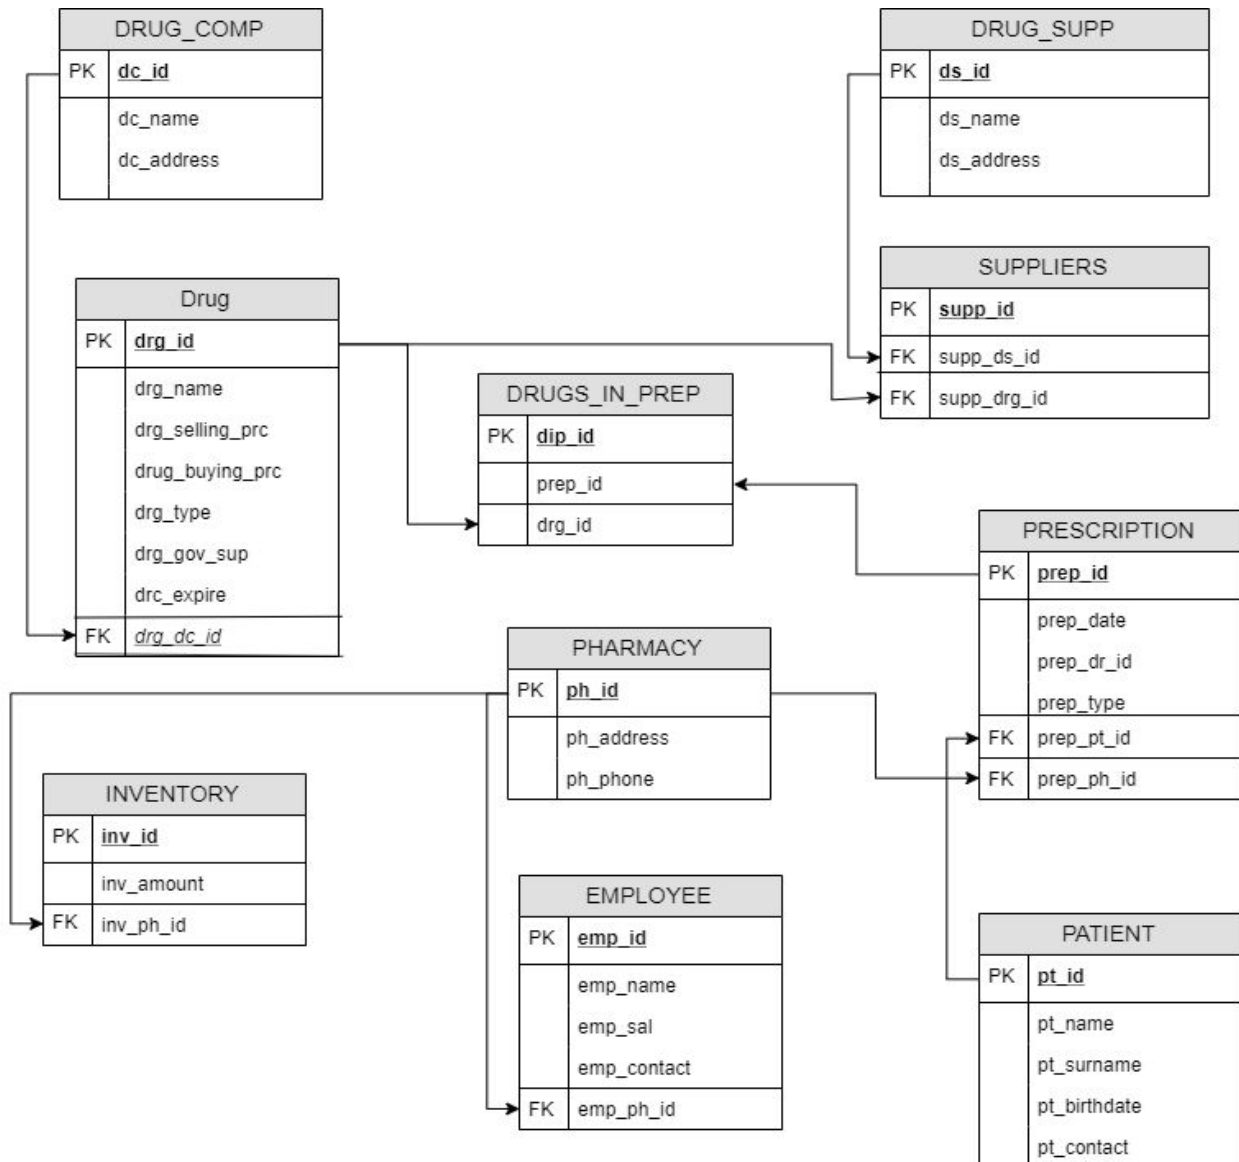 DRUG_COMP
PK dc_id
dc_name
dc_address
DRUG_SUPP
PK ds_id
ds_name
ds_address
SUPPLIERS
PK supp_id
FK supp_ds_id
FK supp_drg_id
Drug
PK drg_id
drg_name
drg_selling_prc
drug_buying_prc
drg_type
drg_gov_sup
drc_expire
FK drg_dc_id
DRUGS_IN_PREP
PK dip_id
prep_id
drg_id
PRESCRIPTION
PK prep_id
prep_date
prep_dr_id
prep_type
FK prep_pt_id
FK prep_ph_id
PHARMACY
PK ph_id
ph_address
ph_phone
INVENTORY
PK inv_id
inv_amount
FK inv_ph_id
EMPLOYEE
PK emp_id
emp_name
emp_sal
emp_contact
FK emp_ph_id
PATIENT
PK pt_id
pt_name
pt_surname
pt_birthdate
pt_contact